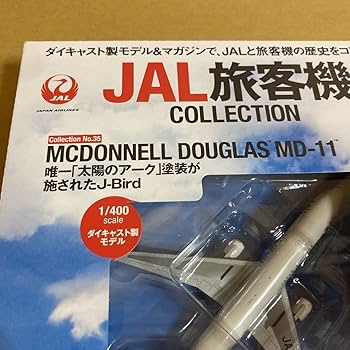 ダイキャスト製モデル&マガジンで、JALと旅客機の歴史をコ
JAL
JAPAN AIRLINES
JAL旅客機
COLLECTION
Collection No.35
MCDONNELL DOUGLAS MD-11
唯一「太陽のアーク」塗装が
施されたJ-Bird
1/400
scale
ダイキャスト製
モデル